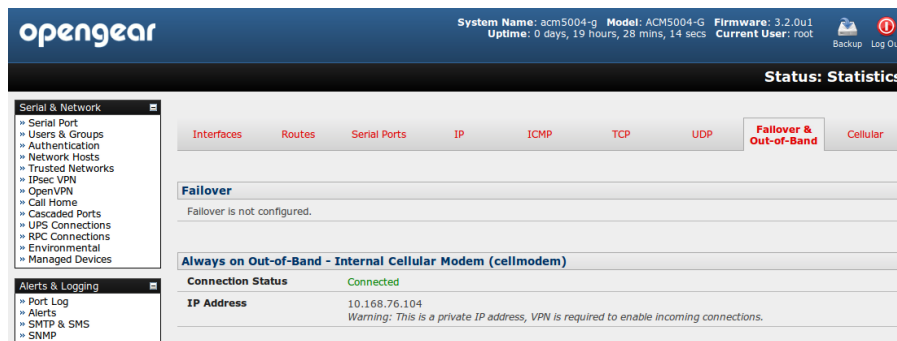 opengear
System Name: acm5004-g Model: ACM5004-G Firmware: 3.2.0u1
Uptime: 0 days, 19 hours, 28 mins, 14 secs Current User: root
Backup Log Ou
Status: Statistics
Serial & Network
» Serial Port
» Users & Groups
» Authentication
» Network Hosts
» Trusted Networks
» IPsec VPN
» OpenVPN
» Call Home
» Cascaded Ports
» UPS Connections
» RPC Connections
» Environmental
» Managed Devices
Alerts & Logging
» Port Log
» Alerts
» SMTP & SMS
» SNMP
Interfaces Routes Serial Ports IP ICMP TCP UDP Failover & Out-of-Band Cellular
Failover
Failover is not configured.
Always on Out-of-Band - Internal Cellular Modem (cellmodem)
Connection Status Connected
IP Address 10.168.76.104
Warning: This is a private IP address, VPN is required to enable incoming connections.